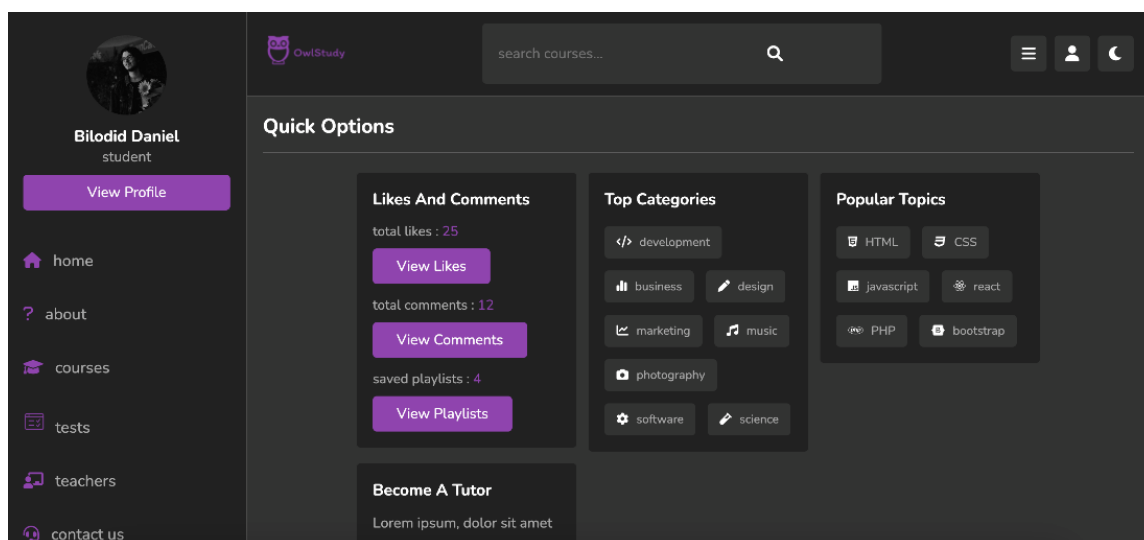 Bilodid Daniel
student
View Profile
home
? about
courses
tests
teachers
contact us
OwlStudy
search courses...
Quick Options
Likes And Comments
total likes : 25
View Likes
total comments : 12
View Comments
saved playlists : 4
View Playlists
Top Categories
</> development
business
design
marketing
music
photography
software
science
Popular Topics
HTML
CSS
javascript
react
PHP
bootstrap
Become A Tutor
Lorem ipsum, dolor sit amet